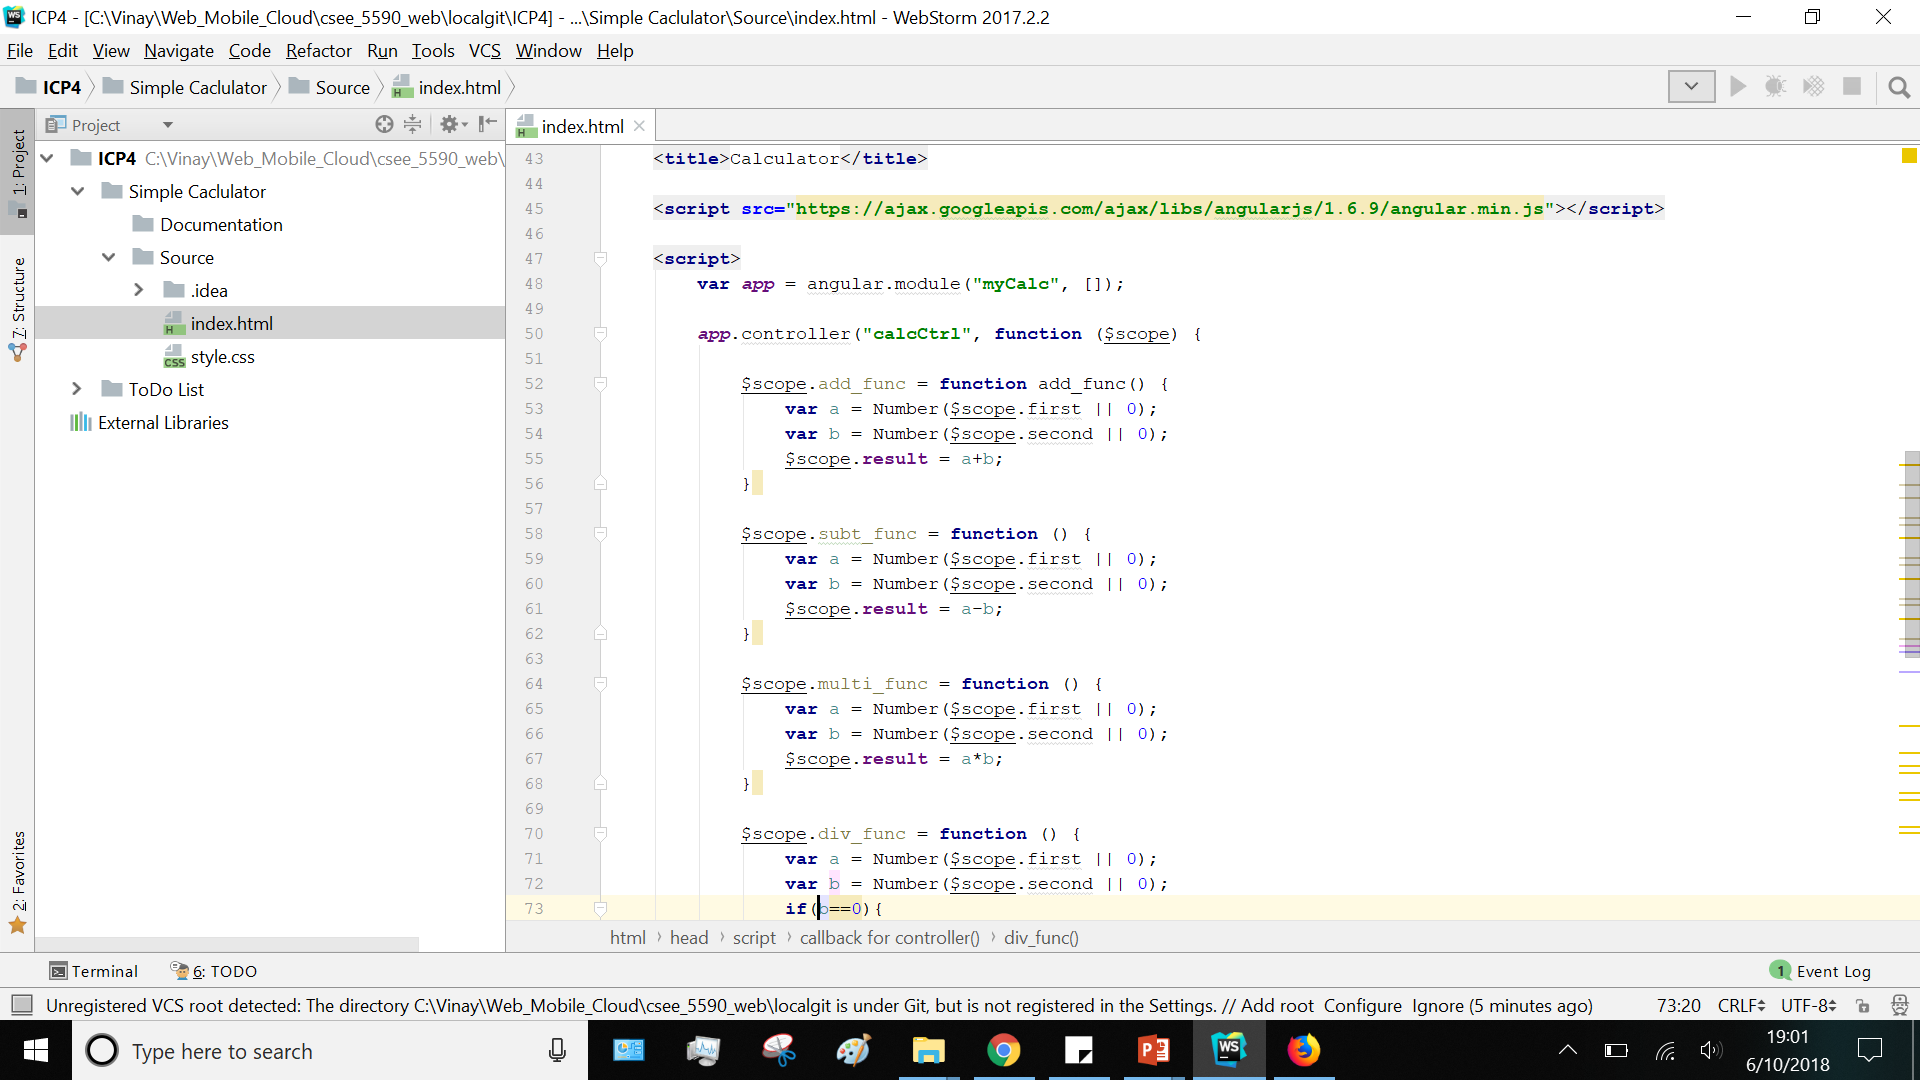 ICP4 - [C:\Vinay\Web_Mobile_Cloud\csee_5590_web\localgit\ICP4] - ...\Simple Caclulator\Source\index.html - WebStorm 2017.2.2
File Edit View Navigate Code Refactor Run Tools VCS Window Help
ICP4 Simple Caclulator Source index.html
Project
index.html
1: Project
7: Structure
2: Favorites
ICP4 C:\Vinay\Web_Mobile_Cloud\csee_5590_web\
Simple Caclulator
Documentation
Source
.idea
index.html
style.css
ToDo List
External Libraries
43 <title>Calculator</title>
44
45 <script src="https://ajax.googleapis.com/ajax/libs/angularjs/1.6.9/angular.min.js"></script>
46
47 <script>
48 var app = angular.module("myCalc", []);
49
50 app.controller("calcCtrl", function ($scope) {
51
52 $scope.add_func = function add_func() {
53 var a = Number($scope.first || 0);
54 var b = Number($scope.second || 0);
55 $scope.result = a+b;
56 }
57
58 $scope.subt_func = function () {
59 var a = Number($scope.first || 0);
60 var b = Number($scope.second || 0);
61 $scope.result = a-b;
62 }
63
64 $scope.multi_func = function () {
65 var a = Number($scope.first || 0);
66 var b = Number($scope.second || 0);
67 $scope.result = a*b;
68 }
69
70 $scope.div_func = function () {
71 var a = Number($scope.first || 0);
72 var b = Number($scope.second || 0);
73 if(b==0){
html › head › script › callback for controller() › div_func()
Terminal 6: TODO 1 Event Log
Unregistered VCS root detected: The directory C:\Vinay\Web_Mobile_Cloud\csee_5590_web\localgit is under Git, but is not registered in the Settings. // Add root Configure Ignore (5 minutes ago) 73:20 CRLF UTF-8
Type here to search
19:01
6/10/2018